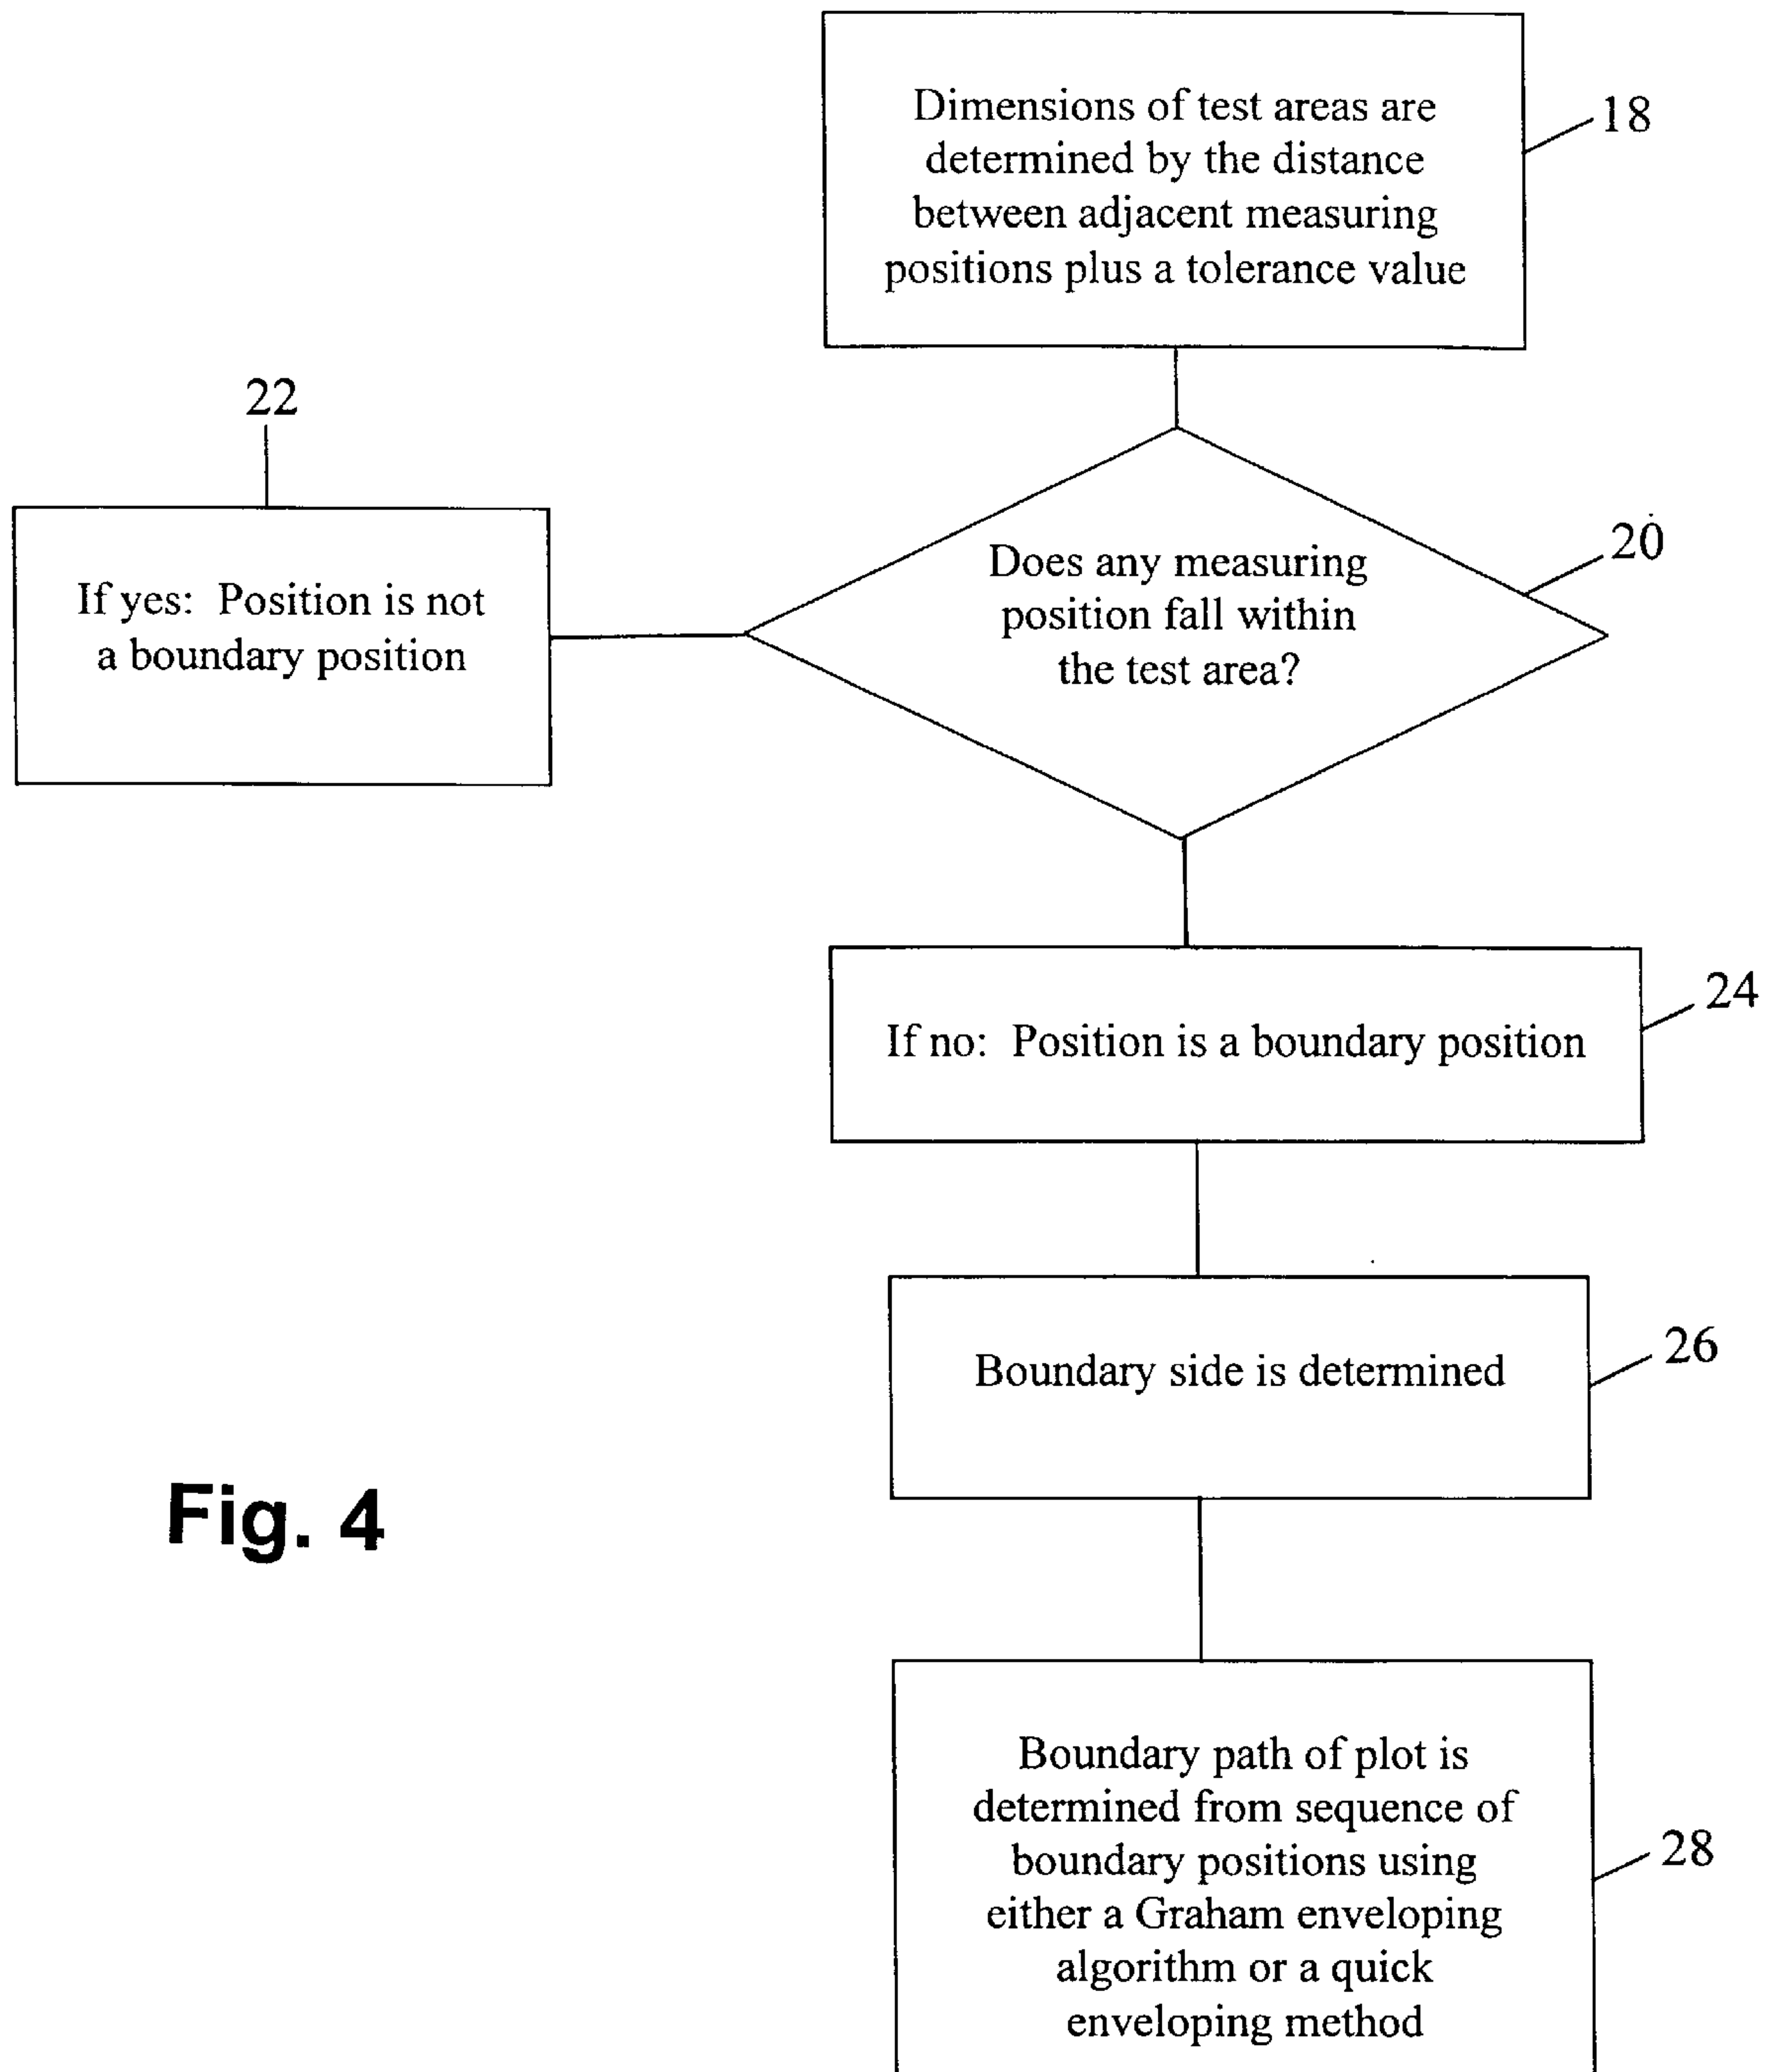 Dimensions of test areas are
determined by the distance
between adjacent measuring
positions plus a tolerance value
18
22
If yes: Position is not
a boundary position
Does any measuring
position fall within
the test area?
20
If no: Position is a boundary position
24
Boundary side is determined
26
Fig. 4
Boundary path of plot is
determined from sequence of
boundary positions using
either a Graham enveloping
algorithm or a quick
enveloping method
28